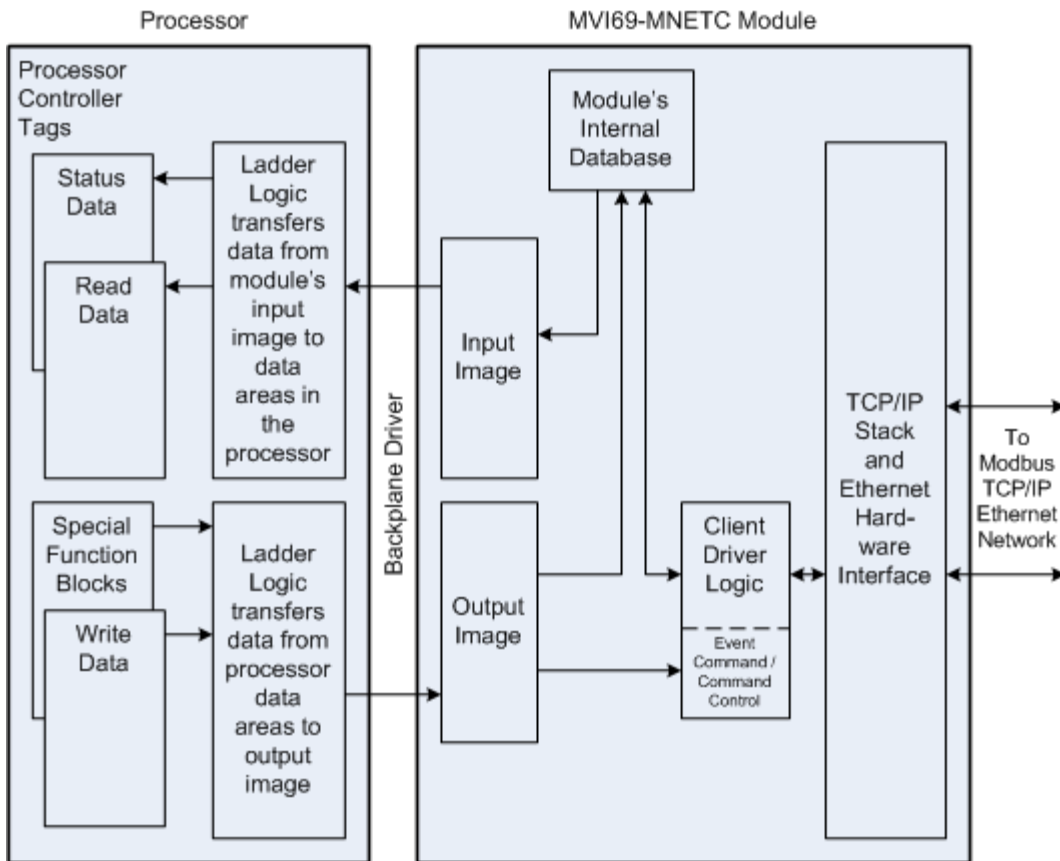 Processor
MVI69-MNETC Module
Processor
Controller
Tags
Status
Data
Read
Data
Ladder
Logic
transfers
data from
module's
input
image to
data
areas in
the
processor
Special
Function
Blocks
Write
Data
Ladder
Logic
transfers
data from
processor
data
areas to
output
image
Backplane Driver
Module's
Internal
Database
Input
Image
Output
Image
Client
Driver
Logic
Event
Command /
Command
Control
TCP/IP
Stack
and
Ethernet
Hard-
ware
Interface
To
Modbus
TCP/IP
Ethernet
Network